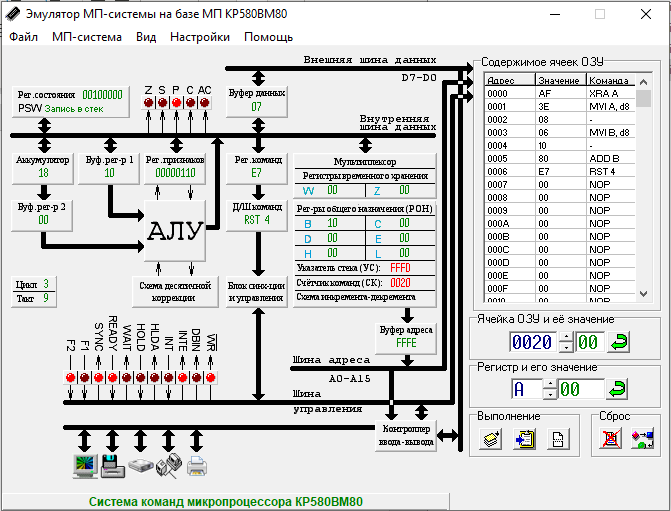 Эмулятор МП-системы на базе МП КР580ВМ80
Файл МП-система Вид Настройки Помощь
Внешняя шина данных
D7-D0
Рег.состояния 00100000
PSW Запись в стек
Z S P C AC
Буфер данных
07
Внутренняя
шина данных
Аккумулятор
18
Буф.рег-р 1
10
Рег.признаков
00000110
Рег.команд
E7
Мультиплексор
Регистры временного хранения
W 00 Z 00
Буф.рег-р 2
00
АЛУ
Д/Ш команд
RST 4
Рег-ры общего назначения (РОН)
B 10 C 00
D 00 E 00
H 00 L 00
Указатель стека (УС): FFFD
Счётчик команд (СК): 0020
Схема инкремента-декремента
Цикл 3
Такт 9
Схема десятичной
коррекции
Блок синх-ции
и управления
Буфер адреса
FFFE
F2 F1 SYNC READY WAIT HOLD HLDA INT INTE DBIN WR
Шина адреса
A0-A15
Шина
управления
Контроллер
ввода-вывода
Содержимое ячеек ОЗУ
Адрес Значение Команда
0000 AF XRA A
0001 3E MVI A, d8
0002 08 -
0003 06 MVI B, d8
0004 10 -
0005 80 ADD B
0006 E7 RST 4
0007 00 NOP
0008 00 NOP
0009 00 NOP
000A 00 NOP
000B 00 NOP
000C 00 NOP
000D 00 NOP
000E 00 NOP
000F 00 NOP
0010 00 NOP
Ячейка ОЗУ и её значение
0020 00
Регистр и его значение
A 00
Выполнение
Сброс
Система команд микропроцессора КР580ВМ80